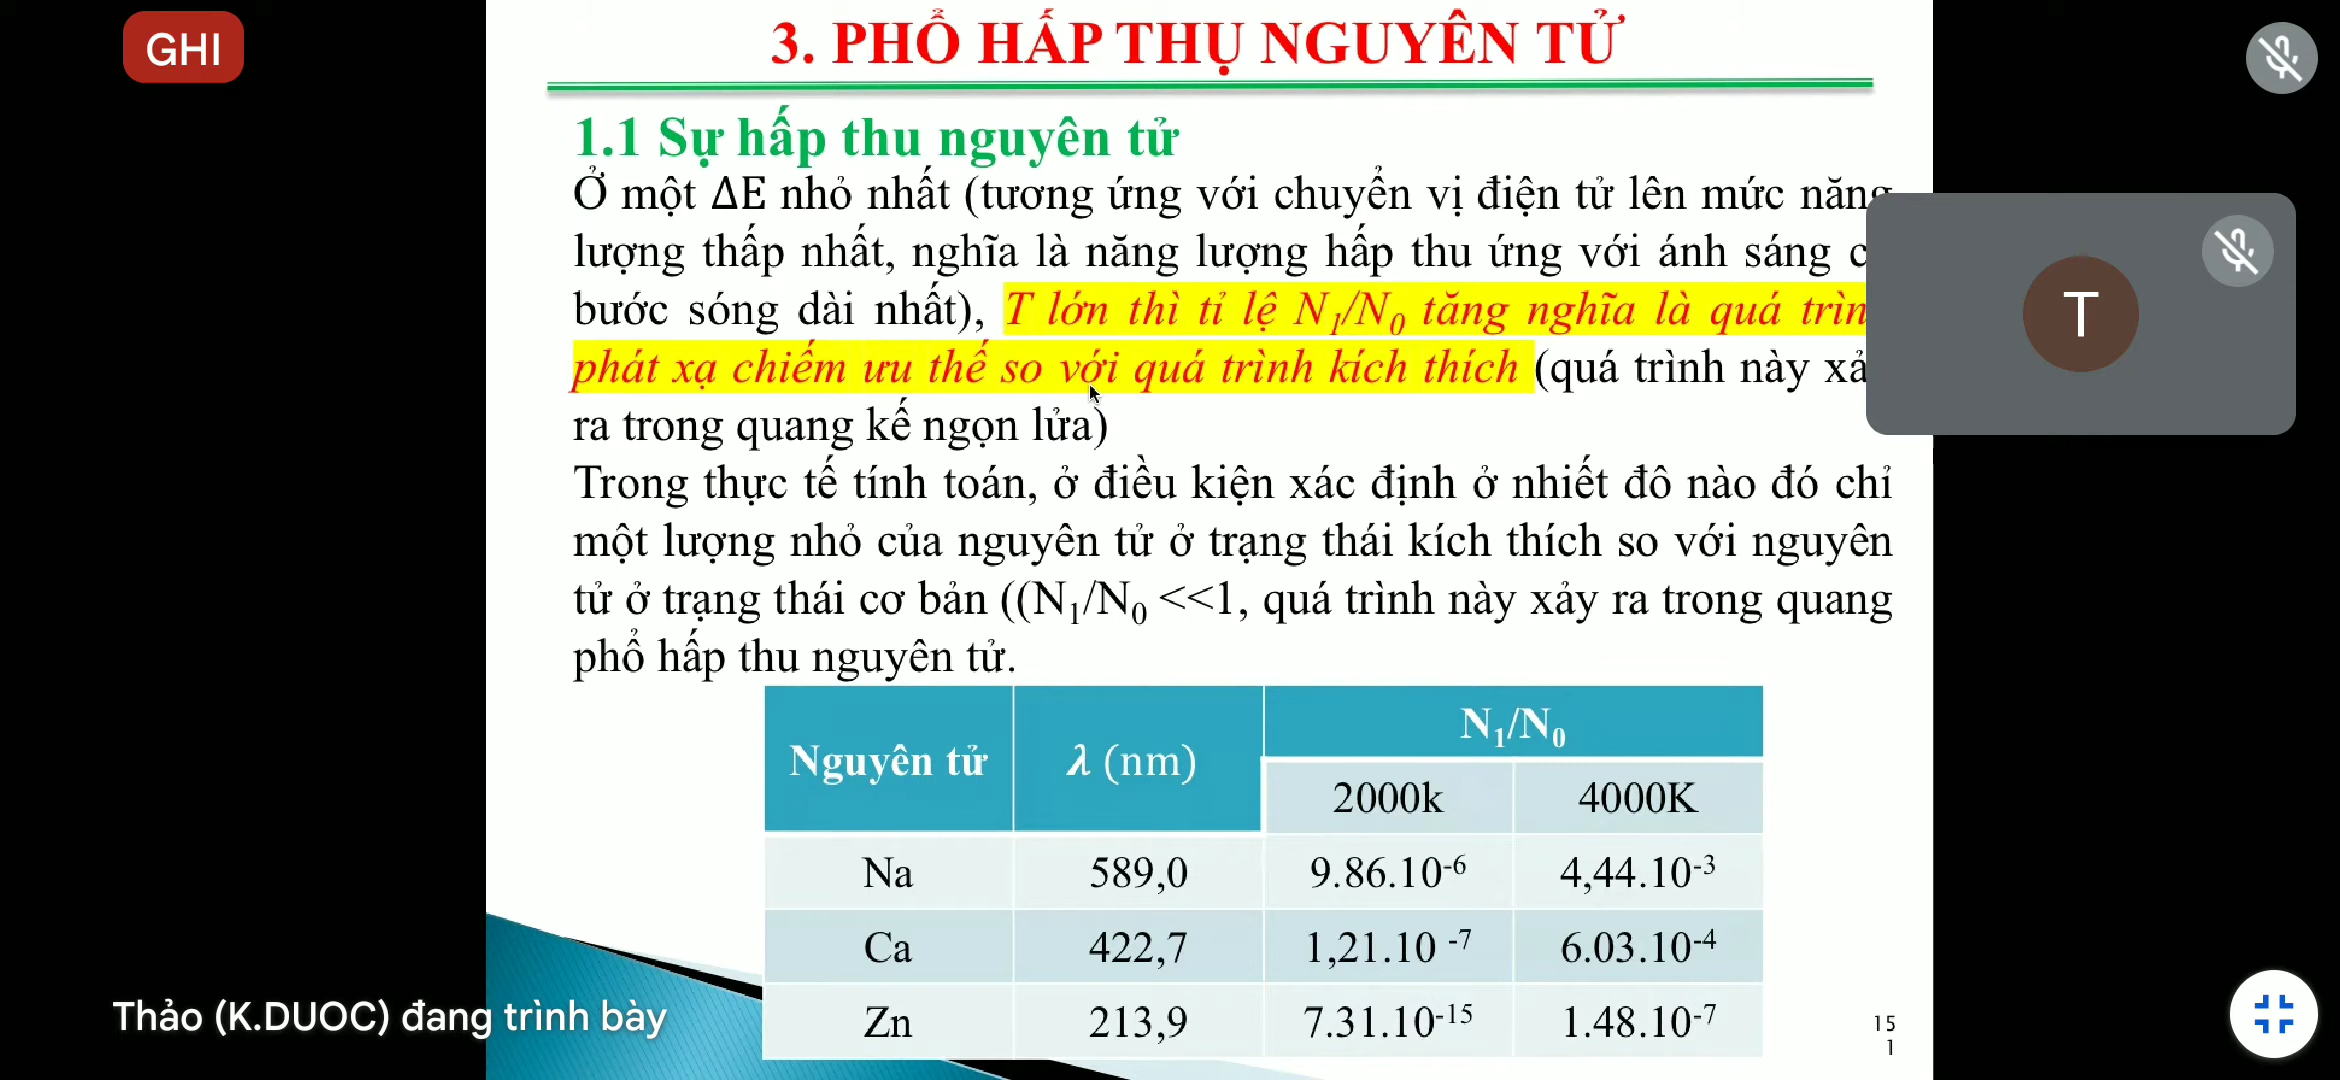 GHI
3. PHỔ HẤP THỤ NGUYÊN TỬ
1.1 Sự hấp thu nguyên tử
Ở một ΔE nhỏ nhất (tương ứng với chuyển vị điện tử lên mức năng
lượng thấp nhất, nghĩa là năng lượng hấp thu ứng với ánh sáng
bước sóng dài nhất), T lớn thì tỉ lệ N₁/N₀ tăng nghĩa là quá
phát xạ chiếm ưu thế so với quá trình kích thích (quá trình này
ra trong quang kế ngọn lửa)
T
Trong thực tế tính toán, ở điều kiện xác định ở nhiết đô nào đó chỉ
một lượng nhỏ của nguyên tử ở trạng thái kích thích so với nguyên
tử ở trạng thái cơ bản ((N₁/N₀ <<1, quá trình này xảy ra trong quang
phổ hấp thu nguyên tử.
Nguyên tử λ (nm) N₁/N₀
2000k 4000K
Na 589,0 9.86.10⁻⁶ 4,44.10⁻³
Ca 422,7 1,21.10 ⁻⁷ 6.03.10⁻⁴
Zn 213,9 7.31.10⁻¹⁵ 1.48.10⁻⁷
Thảo (K.DUOC) đang trình bày
15
1